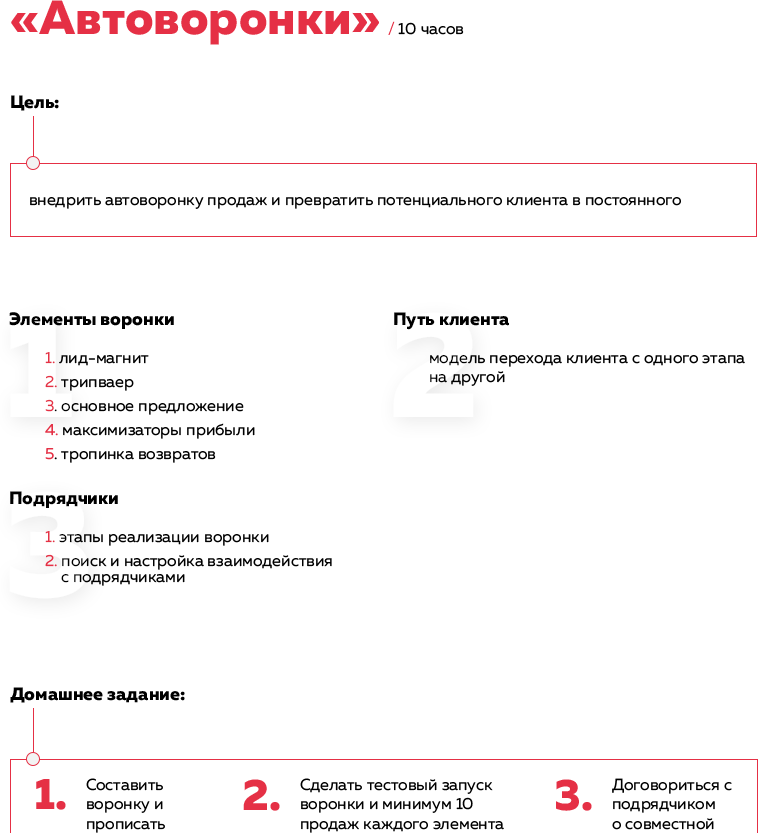 «Автоворонки» / 10 часов
Цель:
внедрить автоворонку продаж и превратить потенциального клиента в постоянного
1
Элементы воронки
1. лид-магнит
2. трипваер
3. основное предложение
4. максимизаторы прибыли
5. тропинка возвратов
2
Путь клиента
модель перехода клиента с одного этапа
на другой
3
Подрядчики
1. этапы реализации воронки
2. поиск и настройка взаимодействия
с подрядчиками
Домашнее задание:
1.
Составить
воронку и
прописать
2.
Сделать тестовый запуск
воронки и минимум 10
продаж каждого элемента
3.
Договориться с
подрядчиком
о совместной